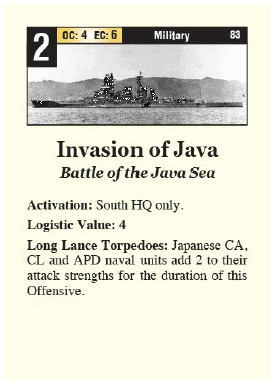 2 OC: 4 EC: 6 Military 83
Invasion of Java
Battle of the Java Sea
Activation: South HQ only.
Logistic Value: 4
Long Lance Torpedoes: Japanese CA,
CL and APD naval units add 2 to their
attack strengths for the duration of this
Offensive.